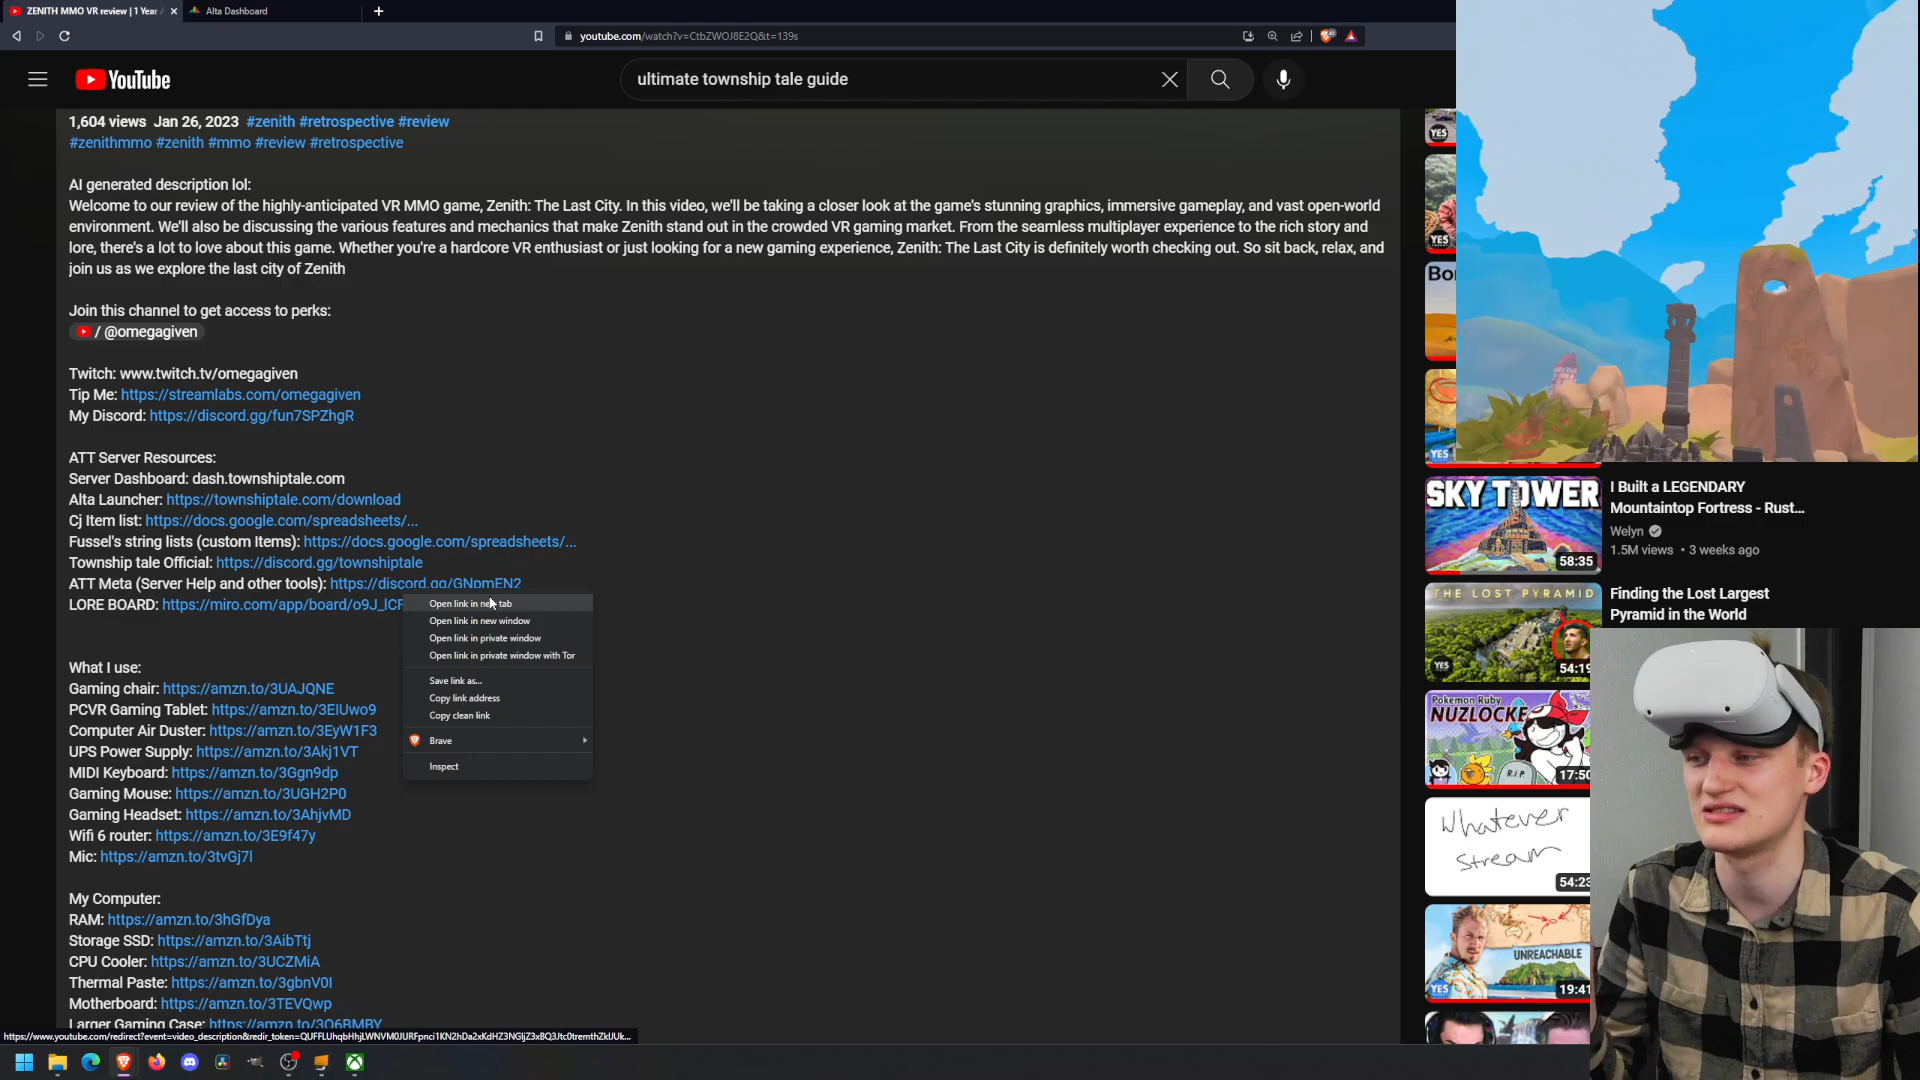 ZENITH MMO VR review | 1 Year
Alta Dashboard
youtube.com/watch?v=CtbZWOJ8E2Q&t=139s
YouTube
ultimate township tale guide
1,604 views Jan 26, 2023 #zenith #retrospective #review
#zenithmmo #zenith #mmo #review #retrospective
AI generated description lol:
Welcome to our review of the highly-anticipated VR MMO game, Zenith: The Last City. In this video, we'll be taking a closer look at the game's stunning graphics, immersive gameplay, and vast open-world
environment. We'll also be discussing the various features and mechanics that make Zenith stand out in the crowded VR gaming market. From the seamless multiplayer experience to the rich story and
lore, there's a lot to love about this game. Whether you're a hardcore VR enthusiast or just looking for a new gaming experience, Zenith: The Last City is definitely worth checking out. So sit back, relax, and
join us as we explore the last city of Zenith
Join this channel to get access to perks:
/ @omegagiven
Twitch: www.twitch.tv/omegagiven
Tip Me: https://streamlabs.com/omegagiven
My Discord: https://discord.gg/fun7SPZhgR
ATT Server Resources:
Server Dashboard: dash.townshiptale.com
Alta Launcher: https://townshiptale.com/download
Cj Item list: https://docs.google.com/spreadsheets/...
Fussel's string lists (custom Items): https://docs.google.com/spreadsheets/...
Township tale Official: https://discord.gg/townshiptale
ATT Meta (Server Help and other tools): https://discord.gg/GNpmEN2
LORE BOARD: https://miro.com/app/board/o9J_lCF
Open link in new tab
Open link in new window
Open link in private window
Open link in private window with Tor
Save link as...
Copy link address
Copy clean link
Brave
Inspect
What I use:
Gaming chair: https://amzn.to/3UAJQNE
PCVR Gaming Tablet: https://amzn.to/3EIUwo9
Computer Air Duster: https://amzn.to/3EyW1F3
UPS Power Supply: https://amzn.to/3Akj1VT
MIDI Keyboard: https://amzn.to/3Ggn9dp
Gaming Mouse: https://amzn.to/3UGH2P0
Gaming Headset: https://amzn.to/3AhjvMD
Wifi 6 router: https://amzn.to/3E9f47y
Mic: https://amzn.to/3tvGj7l
My Computer:
RAM: https://amzn.to/3hGfDya
Storage SSD: https://amzn.to/3AibTtj
CPU Cooler: https://amzn.to/3UCZMiA
Thermal Paste: https://amzn.to/3gbnV0I
Motherboard: https://amzn.to/3TEVQwp
Larger Gaming Case: https://amzn.to/3O6BMBY
YES
Bor
YES
YES
SKY TOWER
58:35
I Built a LEGENDARY
Mountaintop Fortress - Rust...
Welyn
1.5M views • 3 weeks ago
THE LOST PYRAMID
YES
54:19
Finding the Lost Largest
Pyramid in the World
Pokemon Ruby
NUZLOCKE
R.I.P
17:50
Whatever
Stream
54:23
UNREACHABLE
YES
19:41